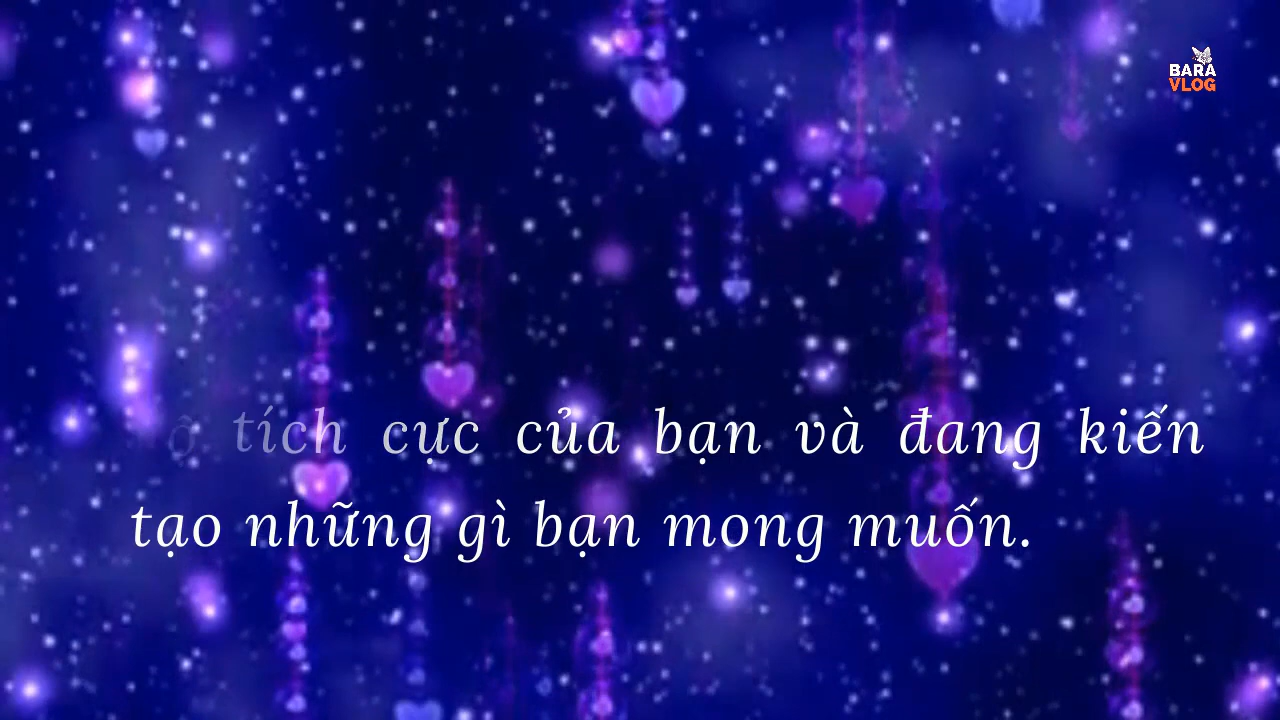 BARA
VLOG
tích cực của bạn và đang kiến
tạo những gì bạn mong muốn.